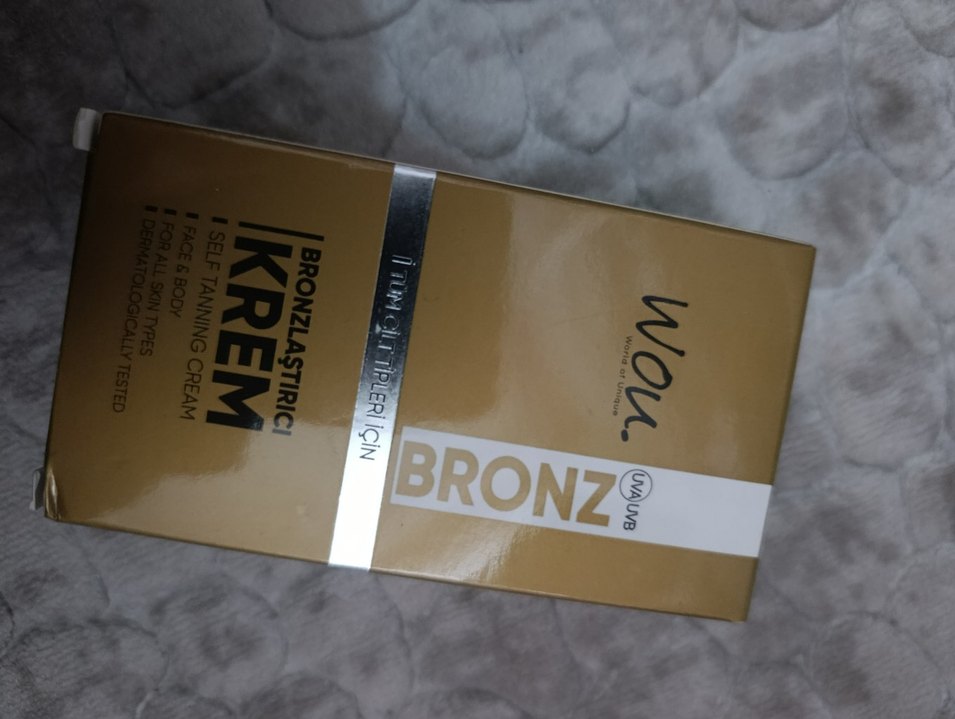 Wou.
World of Unique
UVA UVB
BRONZ
TÜM CİLT TİPLERİ İÇİN
BRONZLAŞTIRICI
KREM
SELF TANNING CREAM
FACE & BODY
FOR ALL SKIN TYPES
DERMATOLOGICALLY TESTED